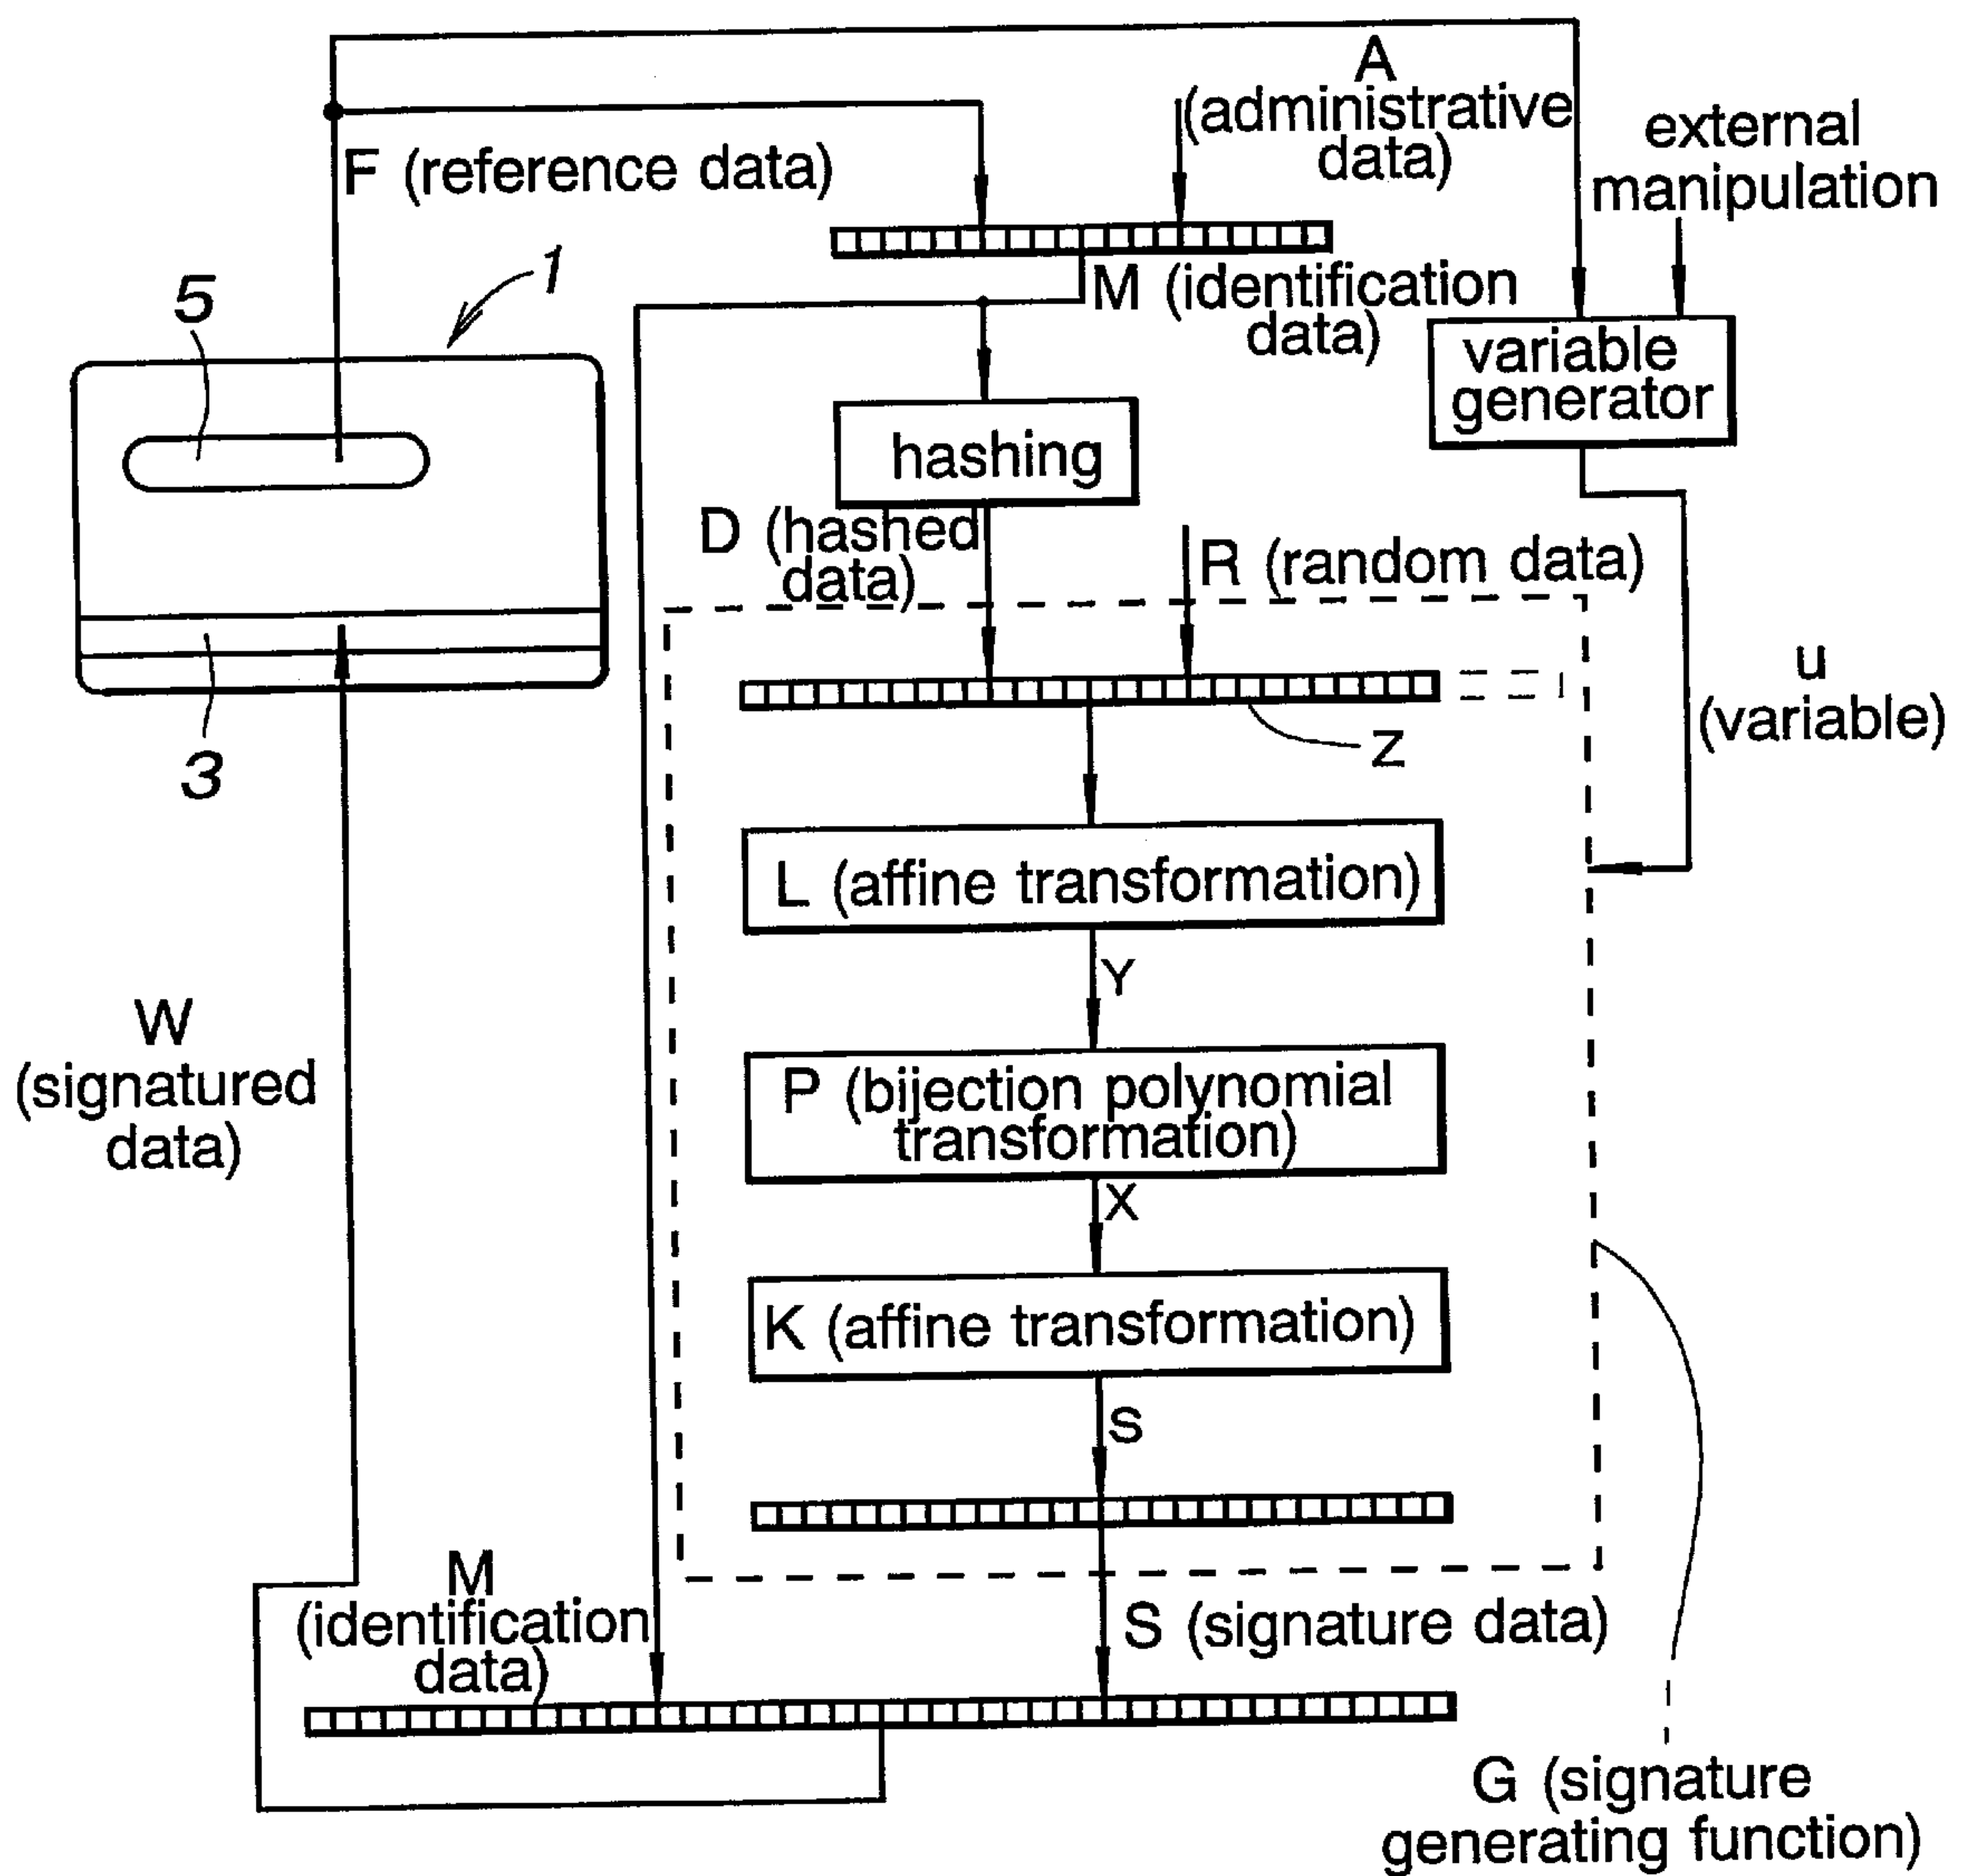 A
(administrative
data)
external
manipulation
F (reference data)
M (identification
data)
1
5
variable
generator
hashing
D (hashed
data)
R (random data)
u
(variable)
Z
3
L (affine transformation)
Y
W
(signatured
data)
P (bijection polynomial
transformation)
X
K (affine transformation)
S
M
(identification
data)
S (signature data)
G (signature
generating function)